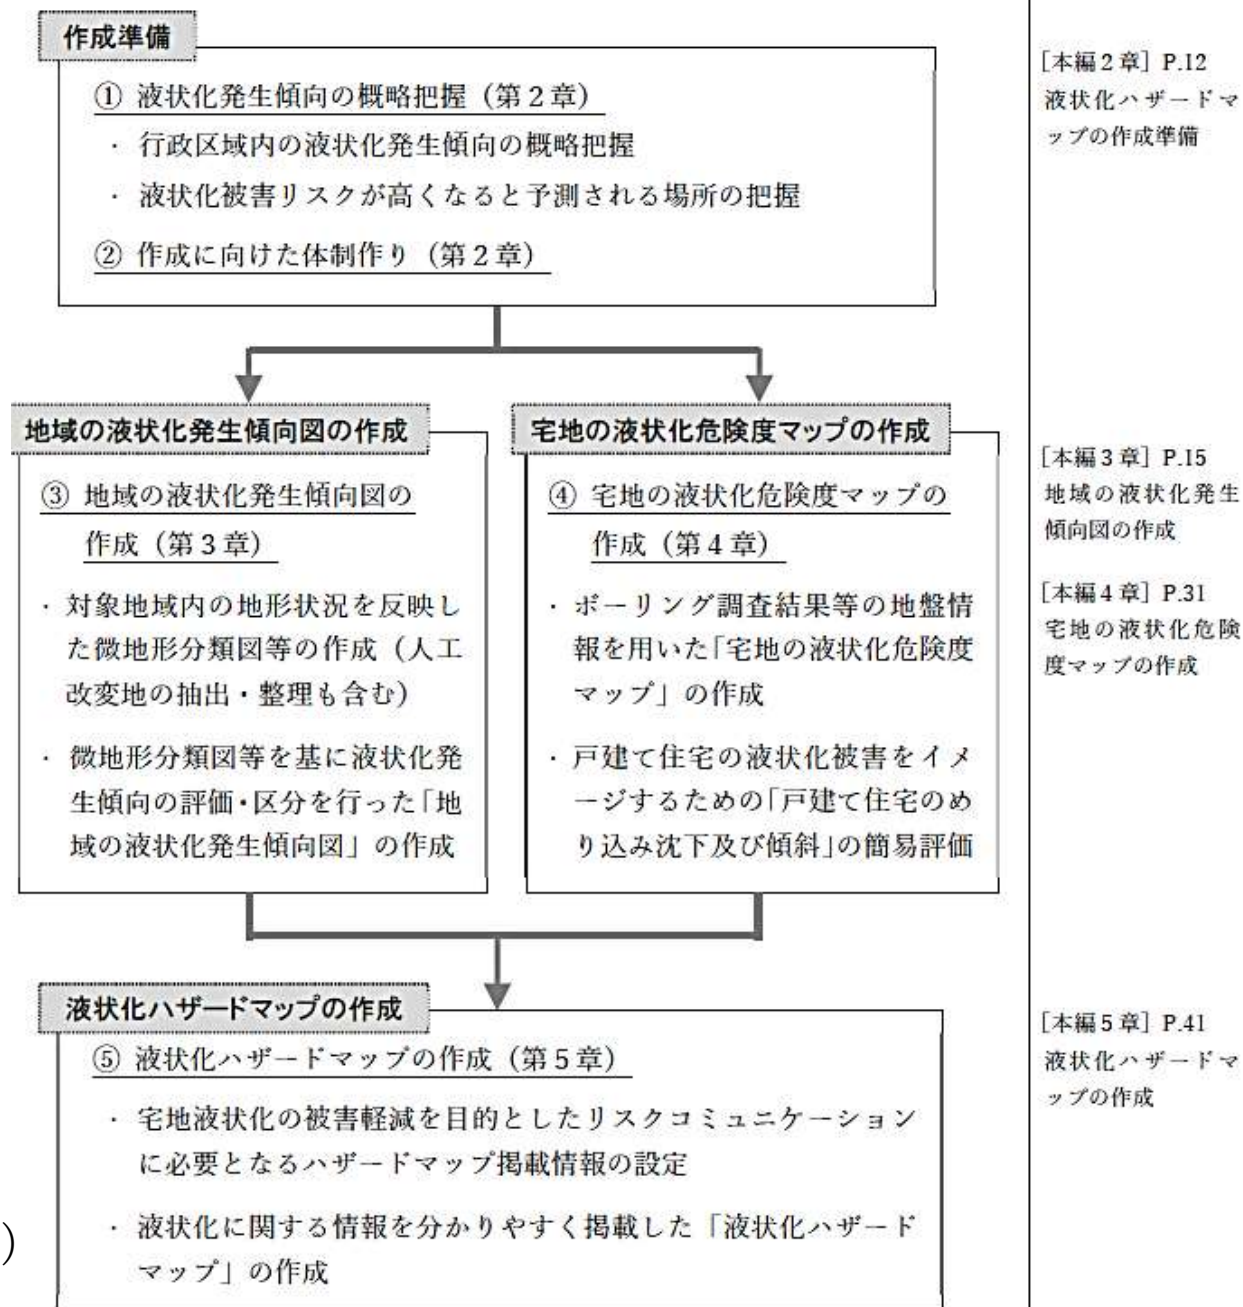 作成準備
① 液状化発生傾向の概略把握（第２章）
・ 行政区域内の液状化発生傾向の概略把握
・ 液状化被害リスクが高くなると予測される場所の把握
② 作成に向けた体制作り（第２章）
［本編２章］P.12
液状化ハザードマ
ップの作成準備
地域の液状化発生傾向図の作成
③ 地域の液状化発生傾向図の
作成（第３章）
・ 対象地域内の地形状況を反映し
た微地形分類図等の作成（人工
改変地の抽出・整理も含む）
・ 微地形分類図等を基に液状化発
生傾向の評価・区分を行った「地
域の液状化発生傾向図」の作成
宅地の液状化危険度マップの作成
④ 宅地の液状化危険度マップの
作成（第４章）
・ ボーリング調査結果等の地盤情
報を用いた「宅地の液状化危険度
マップ」の作成
・ 戸建て住宅の液状化被害をイメ
ージするための「戸建て住宅のめ
り込み沈下及び傾斜」の簡易評価
［本編３章］P.15
地域の液状化発生
傾向図の作成
［本編４章］P.31
宅地の液状化危険
度マップの作成
液状化ハザードマップの作成
⑤ 液状化ハザードマップの作成（第５章）
・ 宅地液状化の被害軽減を目的としたリスクコミュニケーション
に必要となるハザードマップ掲載情報の設定
・ 液状化に関する情報を分かりやすく掲載した「液状化ハザード
マップ」の作成
［本編５章］P.41
液状化ハザードマ
ップの作成
）